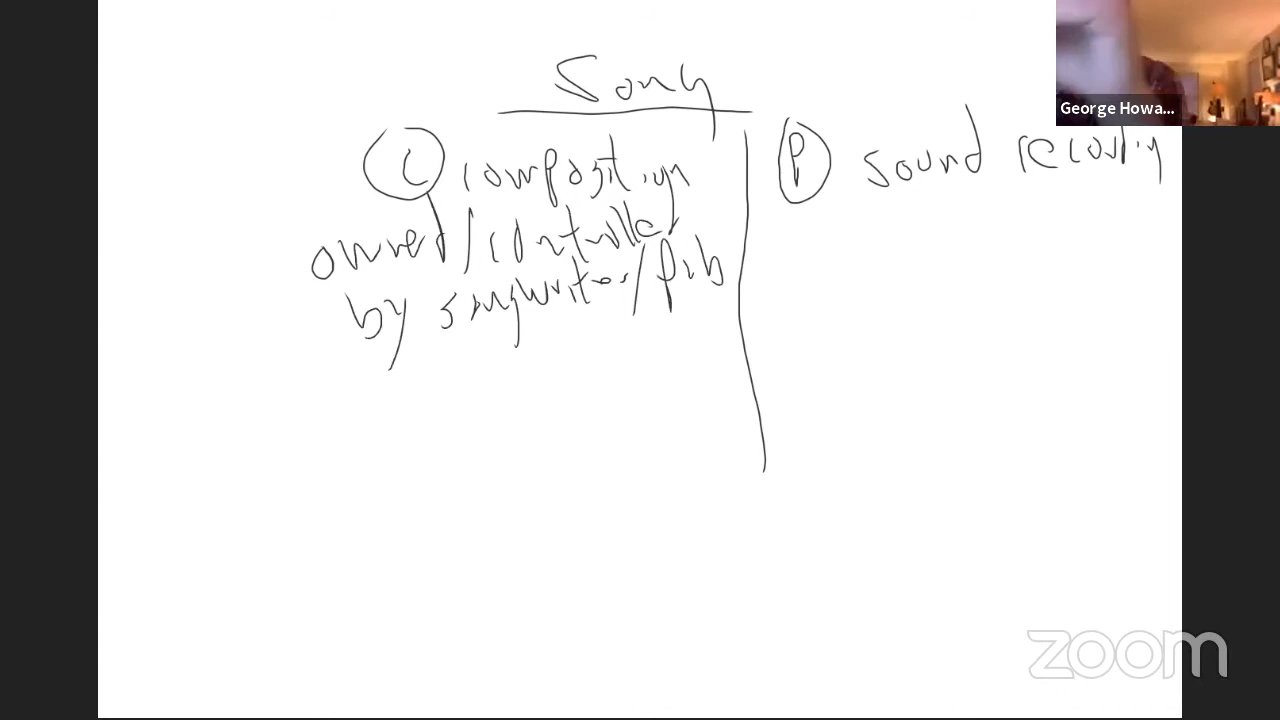 Song
© composition
owned/controlled
by songwriter/pub
℗ sound recording
George Howa...
zoom